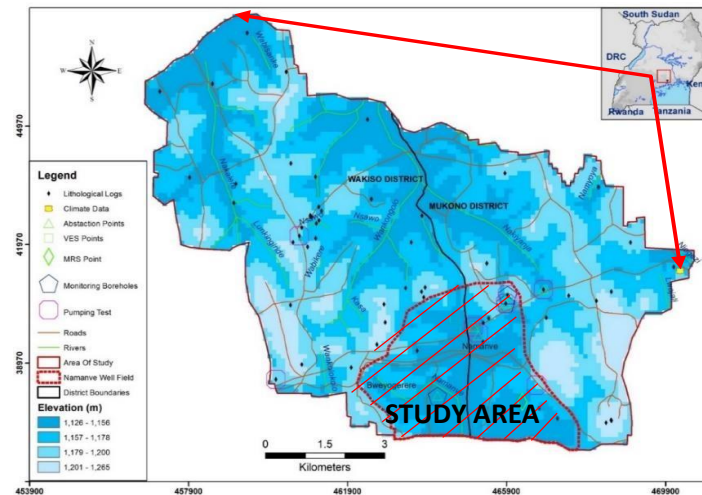 South Sudan
DRC
Ken
Rwanda
Tanzania
N
W
E
S
44970
41970
38970
WAKISO DISTRICT
MUKONO DISTRICT
Namanve
Bweyogerere
STUDY AREA
Legend
Lithological Logs
Climate Data
Abstaction Points
VES Points
MRS Point
Monitoring Boreholes
Pumping Test
Roads
Rivers
Area Of Study
Namanve Well Field
District Boundaries
Elevation (m)
1,126 - 1,156
1,157 - 1,178
1,179 - 1,200
1,201 - 1,265
0 1.5 3
Kilometers
453900 457900 461900 465900 469900